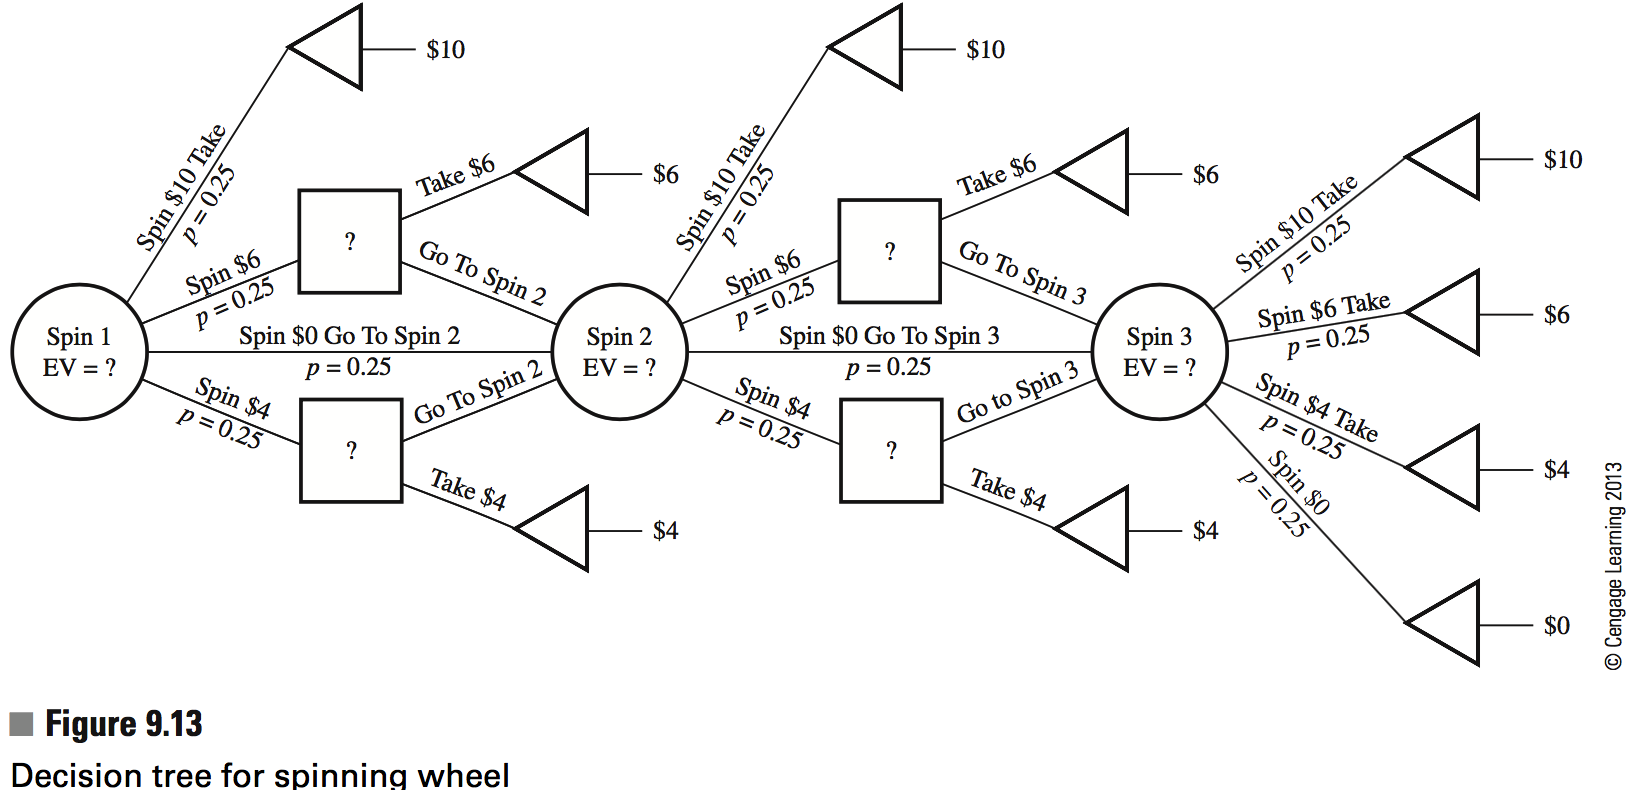 $10
Spin $10 Take
p = 0.25
Take $6
$6
?
Spin $6
p = 0.25
Go To Spin 2
Spin 1
EV = ?
Spin $0 Go To Spin 2
p = 0.25
Spin $4
p = 0.25
?
Go To Spin 2
Take $4
$4
$10
Spin $10 Take
p = 0.25
Take $6
$6
?
Spin $6
p = 0.25
Go To Spin 3
Spin 2
EV = ?
Spin $0 Go To Spin 3
p = 0.25
Spin $4
p = 0.25
?
Go to Spin 3
Take $4
$4
Spin 3
EV = ?
Spin $10 Take
p = 0.25
$10
Spin $6 Take
p = 0.25
$6
Spin $4 Take
p = 0.25
$4
Spin $0
p = 0.25
$0
© Cengage Learning 2013
Figure 9.13
Decision tree for spinning wheel